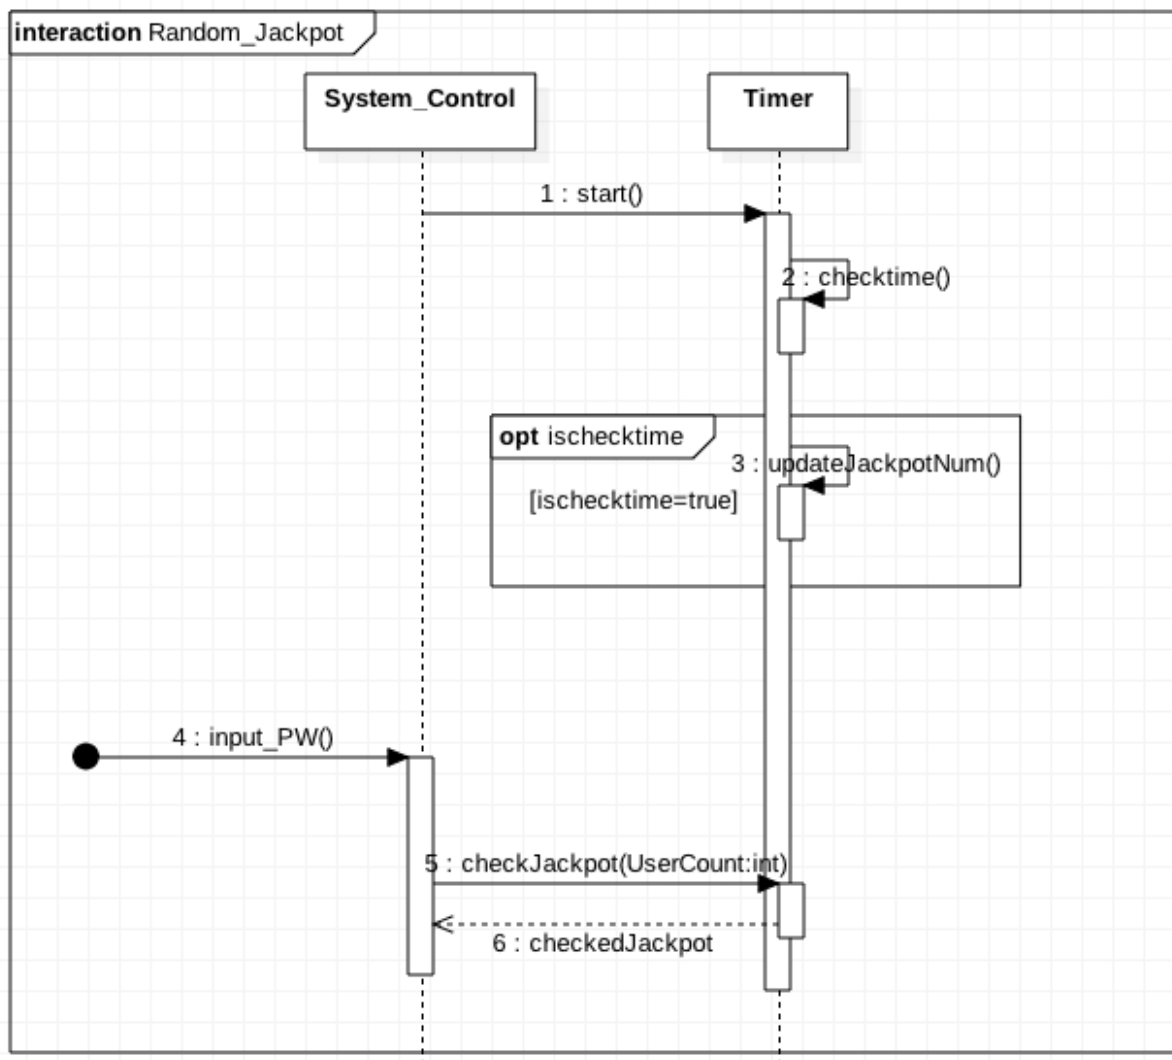 interaction Random_Jackpot
System_Control
Timer
1 : start()
2 : checktime()
opt ischecktime
3 : updateJackpotNum()
[ischecktime=true]
4 : input_PW()
5 : checkJackpot(UserCount:int)
6 : checkedJackpot